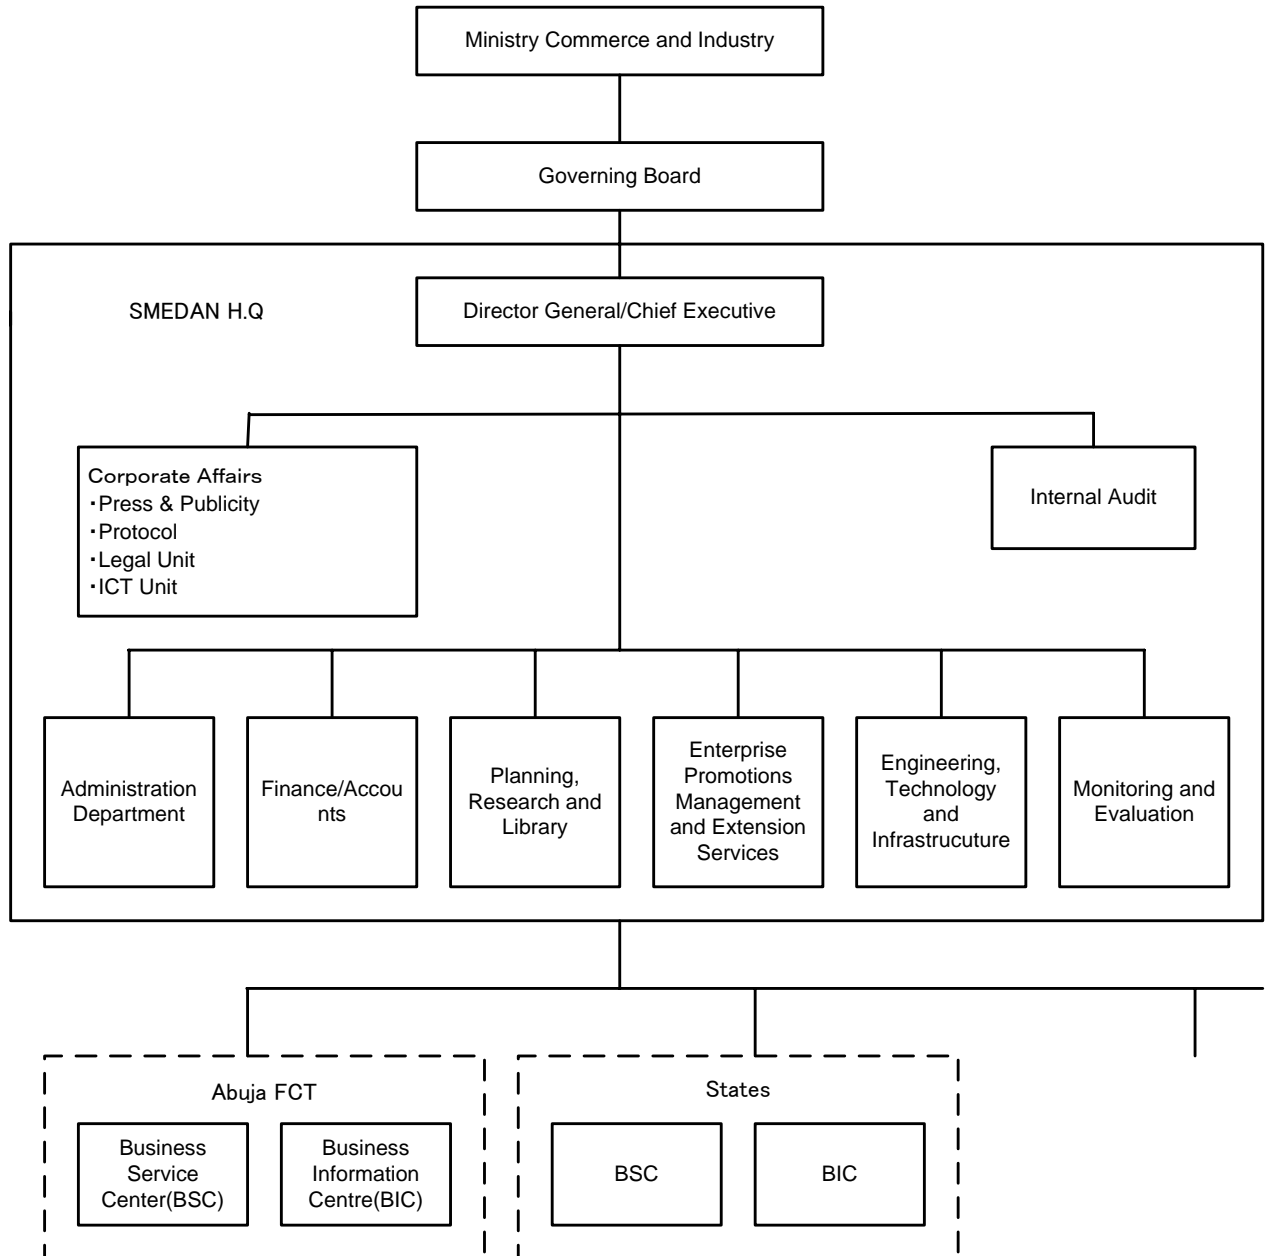 Ministry Commerce and Industry
Governing Board
SMEDAN H.Q
Director General/Chief Executive
Corporate Affairs
・Press & Publicity
・Protocol
・Legal Unit
・ICT Unit
Internal Audit
Administration
Department
Finance/Accou
nts
Planning,
Research and
Library
Enterprise
Promotions
Management
and Extension
Services
Engineering,
Technology
and
Infrastrucuture
Monitoring and
Evaluation
Abuja FCT
Business
Service
Center(BSC)
Business
Information
Centre(BIC)
States
BSC
BIC